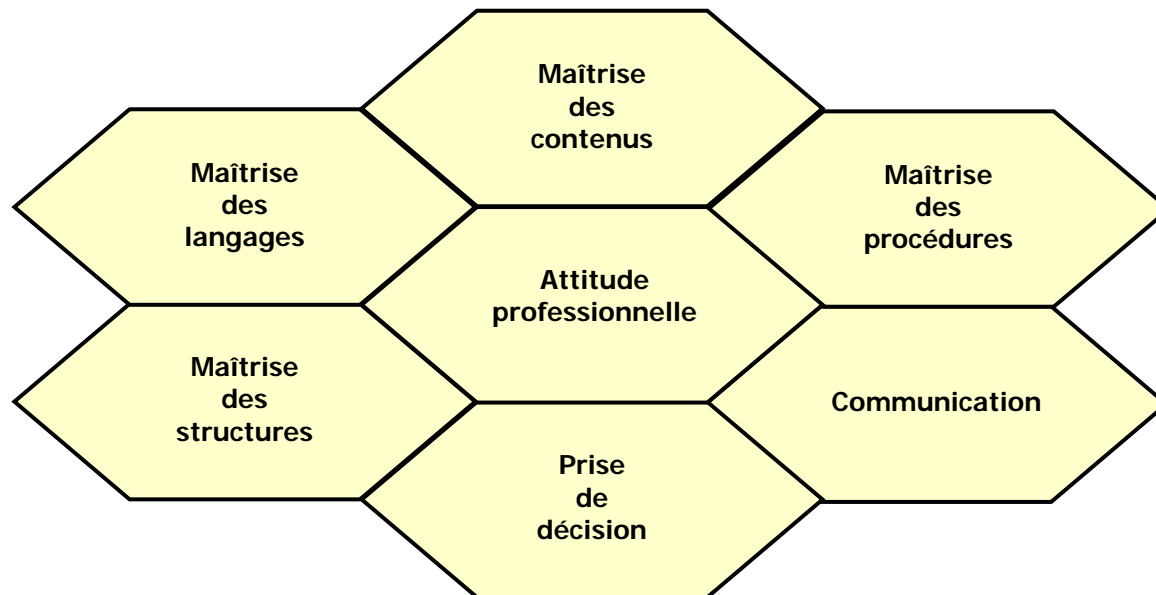 Maîtrise
des
contenus
Maîtrise
des
langages
Maîtrise
des
procédures
Attitude
professionnelle
Maîtrise
des
structures
Communication
Prise
de
décision